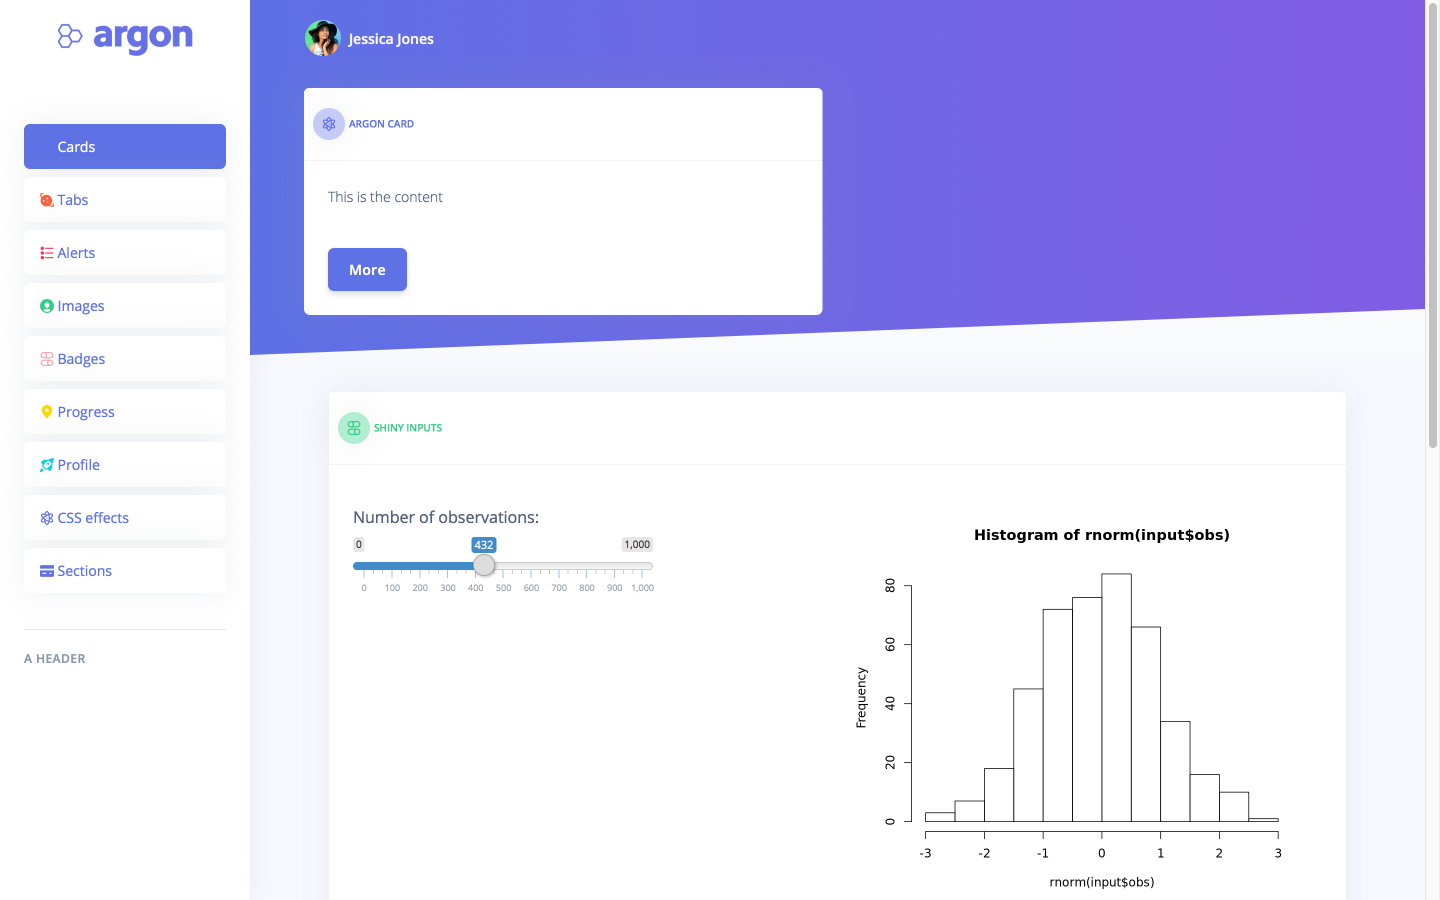 argon
Cards
Tabs
Alerts
Images
Badges
Progress
Profile
CSS effects
Sections
A HEADER
Jessica Jones
ARGON CARD
This is the content
More
SHINY INPUTS
Number of observations:
0 432 1,000
0 100 200 300 400 500 600 700 800 900 1,000
Histogram of rnorm(input$obs)
Frequency
80
60
40
20
0
-3 -2 -1 0 1 2 3
rnorm(input$obs)